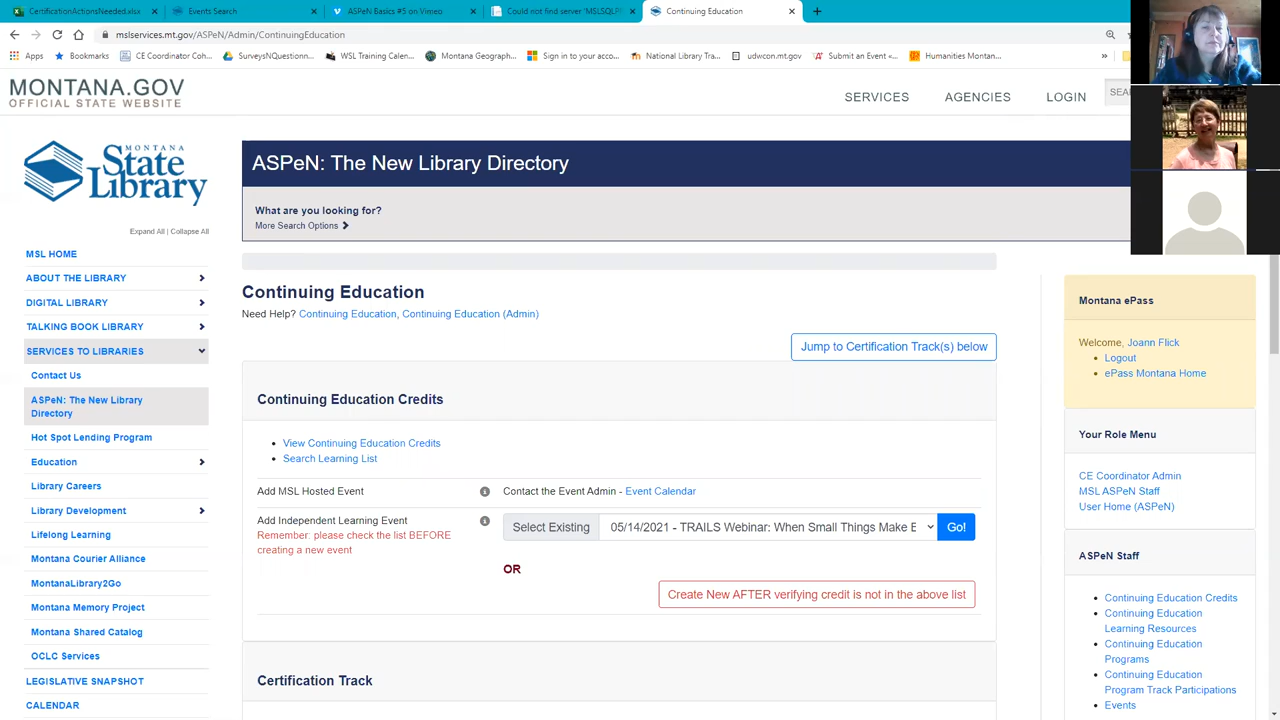 CertificationActionsNeeded.xlsx
Events Search
ASPeN Basics #5 on Vimeo
Could not find server 'MSLSQLP
Continuing Education
mslservices.mt.gov/ASPeN/Admin/ContinuingEducation
Apps
Bookmarks
CE Coordinator Coh...
SurveysNQuestionn...
WSL Training Calen...
Montana Geograph...
Sign in to your acco...
National Library Tra...
udwcon.mt.gov
Submit an Event «...
Humanities Montan...
MONTANA.GOV
OFFICIAL STATE WEBSITE
SERVICES
AGENCIES
LOGIN
SEA
MONTANA
State
Library
ASPeN: The New Library Directory
What are you looking for?
More Search Options
Expand All | Collapse All
MSL HOME
ABOUT THE LIBRARY
DIGITAL LIBRARY
TALKING BOOK LIBRARY
SERVICES TO LIBRARIES
Contact Us
ASPeN: The New Library
Directory
Hot Spot Lending Program
Education
Library Careers
Library Development
Lifelong Learning
Montana Courier Alliance
MontanaLibrary2Go
Montana Memory Project
Montana Shared Catalog
OCLC Services
LEGISLATIVE SNAPSHOT
CALENDAR
Continuing Education
Need Help? Continuing Education, Continuing Education (Admin)
Jump to Certification Track(s) below
Continuing Education Credits
View Continuing Education Credits
Search Learning List
Add MSL Hosted Event
Contact the Event Admin - Event Calendar
Add Independent Learning Event
Remember: please check the list BEFORE
creating a new event
Select Existing
05/14/2021 - TRAILS Webinar: When Small Things Make B
Go!
OR
Create New AFTER verifying credit is not in the above list
Certification Track
Montana ePass
Welcome, Joann Flick
Logout
ePass Montana Home
Your Role Menu
CE Coordinator Admin
MSL ASPeN Staff
User Home (ASPeN)
ASPeN Staff
Continuing Education Credits
Continuing Education
Learning Resources
Continuing Education
Programs
Continuing Education
Program Track Participations
Events